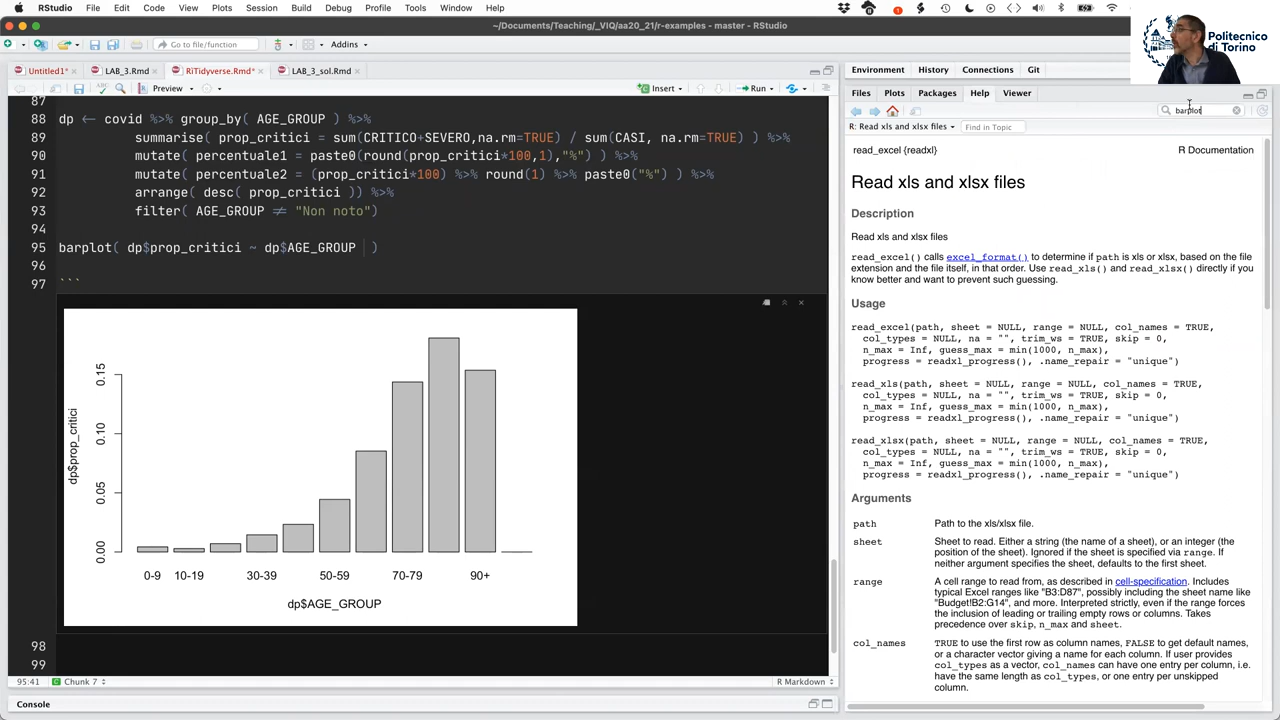 RStudio File Edit Code View Plots Session Build Debug Profile Tools Window Help
~/Documents/Teaching/_VIQ/aa20_21/r-examples - master - RStudio
Go to file/function Addins
Politecnico
di Torino
Untitled1* LAB_3.Rmd RiTidyverse.Rmd* LAB_3_sol.Rmd
Preview Insert Run
87
88 dp ← covid %>% group_by( AGE_GROUP ) %>%
89 summarise( prop_critici = sum(CRITICO+SEVERO,na.rm=TRUE) / sum(CASI, na.rm=TRUE) ) %>%
90 mutate( percentuale1 = paste0(round(prop_critici*100,1),"%") ) %>%
91 mutate( percentuale2 = (prop_critici*100) %>% round(1) %>% paste0("%") ) %>%
92 arrange( desc( prop_critici )) %>%
93 filter( AGE_GROUP ≠ "Non noto")
94
95 barplot( dp$prop_critici ~ dp$AGE_GROUP )
96
97 ```
dp$prop_critici
0.15
0.10
0.05
0.00
0-9 10-19 30-39 50-59 70-79 90+
dp$AGE_GROUP
98
99
95:41 Chunk 7 R Markdown
Console
Environment History Connections Git
Files Plots Packages Help Viewer
barplot
R: Read xls and xlsx files Find in Topic
read_excel {readxl} R Documentation
Read xls and xlsx files
Description
Read xls and xlsx files
read_excel() calls excel_format() to determine if path is xls or xlsx, based on the file
extension and the file itself, in that order. Use read_xls() and read_xlsx() directly if you
know better and want to prevent such guessing.
Usage
read_excel(path, sheet = NULL, range = NULL, col_names = TRUE,
col_types = NULL, na = "", trim_ws = TRUE, skip = 0,
n_max = Inf, guess_max = min(1000, n_max),
progress = readxl_progress(), .name_repair = "unique")
read_xls(path, sheet = NULL, range = NULL, col_names = TRUE,
col_types = NULL, na = "", trim_ws = TRUE, skip = 0,
n_max = Inf, guess_max = min(1000, n_max),
progress = readxl_progress(), .name_repair = "unique")
read_xlsx(path, sheet = NULL, range = NULL, col_names = TRUE,
col_types = NULL, na = "", trim_ws = TRUE, skip = 0,
n_max = Inf, guess_max = min(1000, n_max),
progress = readxl_progress(), .name_repair = "unique")
Arguments
path Path to the xls/xlsx file.
sheet Sheet to read. Either a string (the name of a sheet), or an integer (the
position of the sheet). Ignored if the sheet is specified via range. If
neither argument specifies the sheet, defaults to the first sheet.
range A cell range to read from, as described in cell-specification. Includes
typical Excel ranges like "B3:D87", possibly including the sheet name like
"Budget!B2:G14", and more. Interpreted strictly, even if the range forces
the inclusion of leading or trailing empty rows or columns. Takes
precedence over skip, n_max and sheet.
col_names TRUE to use the first row as column names, FALSE to get default names,
or a character vector giving a name for each column. If user provides
col_types as a vector, col_names can have one entry per column, i.e.
have the same length as col_types, or one entry per unskipped
column.